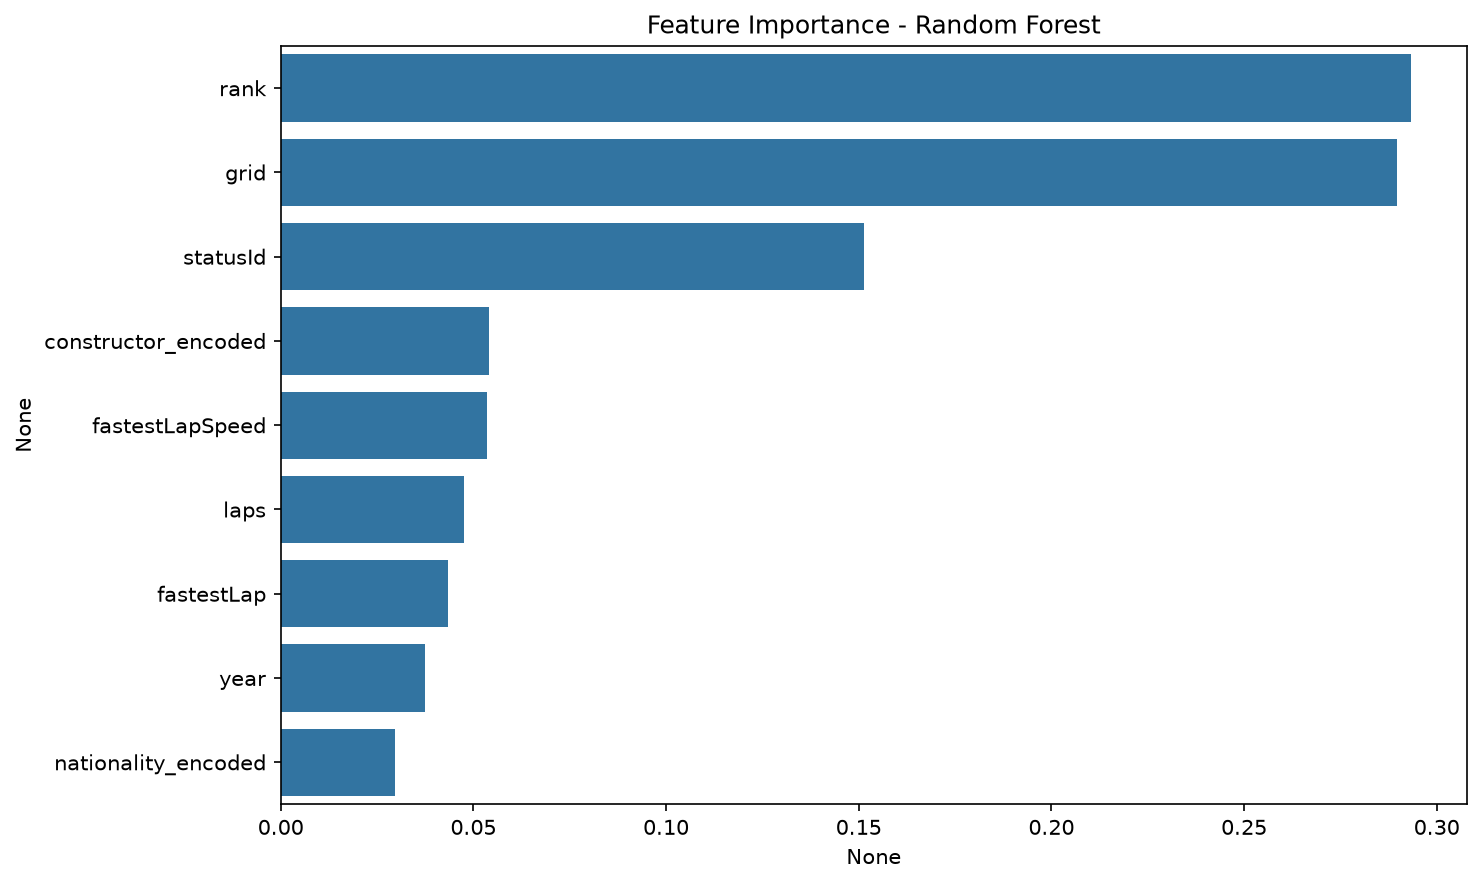 Feature Importance - Random Forest
rank
grid
statusId
constructor_encoded
fastestLapSpeed
laps
fastestLap
year
nationality_encoded
None
0.00 0.05 0.10 0.15 0.20 0.25 0.30
None